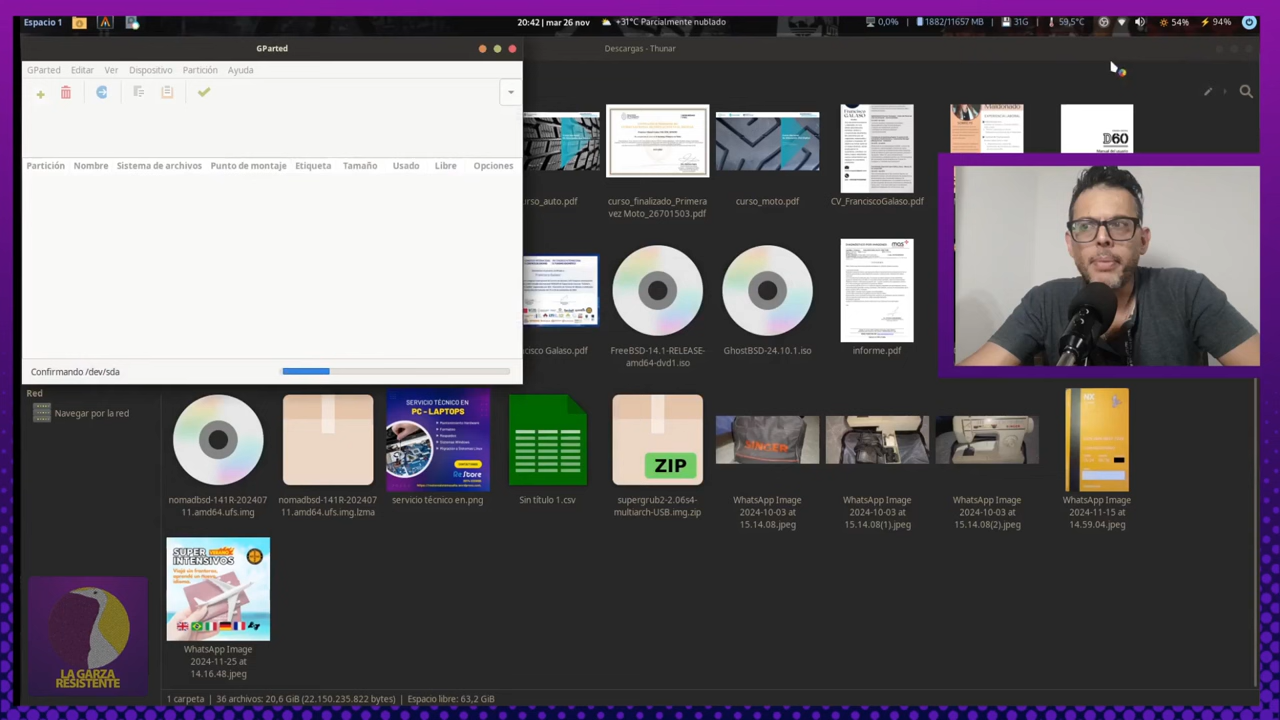 Espacio 1
20:42 | mar 26 nov
+31°C Parcialmente nublado
0,0%
1882/11657 MB
31G
59,5°c
54%
94%
GParted
Descargas - Thunar
GParted Editar Ver Dispositivo Partición Ayuda
Partición Nombre Punto de montaje Etiqueta Tamaño Usado Libre Opciones
Confirmando /dev/sda
curso_finalizado_Primera
vez Moto_26701503.pdf
curso_moto.pdf
CV_FranciscoGalaso.pdf
Francisco
GALASO
Maldonado
D60
Manual del usuario
Galaso.pdf
FreeBSD-14.1-RELEASE-
amd64-dvd1.iso
GhostBSD-24.10.1.iso
informe.pdf
Red
Navegar por la red
SERVICIO TÉCNICO EN
PC - LAPTOPS
ReStore
ZIP
SINGER
NX
nomadbsd-141R-202407
11.amd64.ufs.img
nomadbsd-141R-202407
11.amd64.ufs.img.lzma
servicio técnico en.png
Sin título 1.csv
supergrub2-2.06s4-
multiarch-USB.img.zip
WhatsApp Image
2024-10-03 at
15.14.08.jpeg
WhatsApp Image
2024-10-03 at
15.14.08(1).jpeg
WhatsApp Image
2024-10-03 at
15.14.08(2).jpeg
WhatsApp Image
2024-11-15 at
14.59.04.jpeg
SUPER
INTENSIVOS
WhatsApp Image
2024-11-25 at
14.16.48.jpeg
LA GARZA
RESISTENTE
1 carpeta | 36 archivos: 20,6 GiB (22.150.235.822 bytes) | Espacio libre: 63,2 GiB